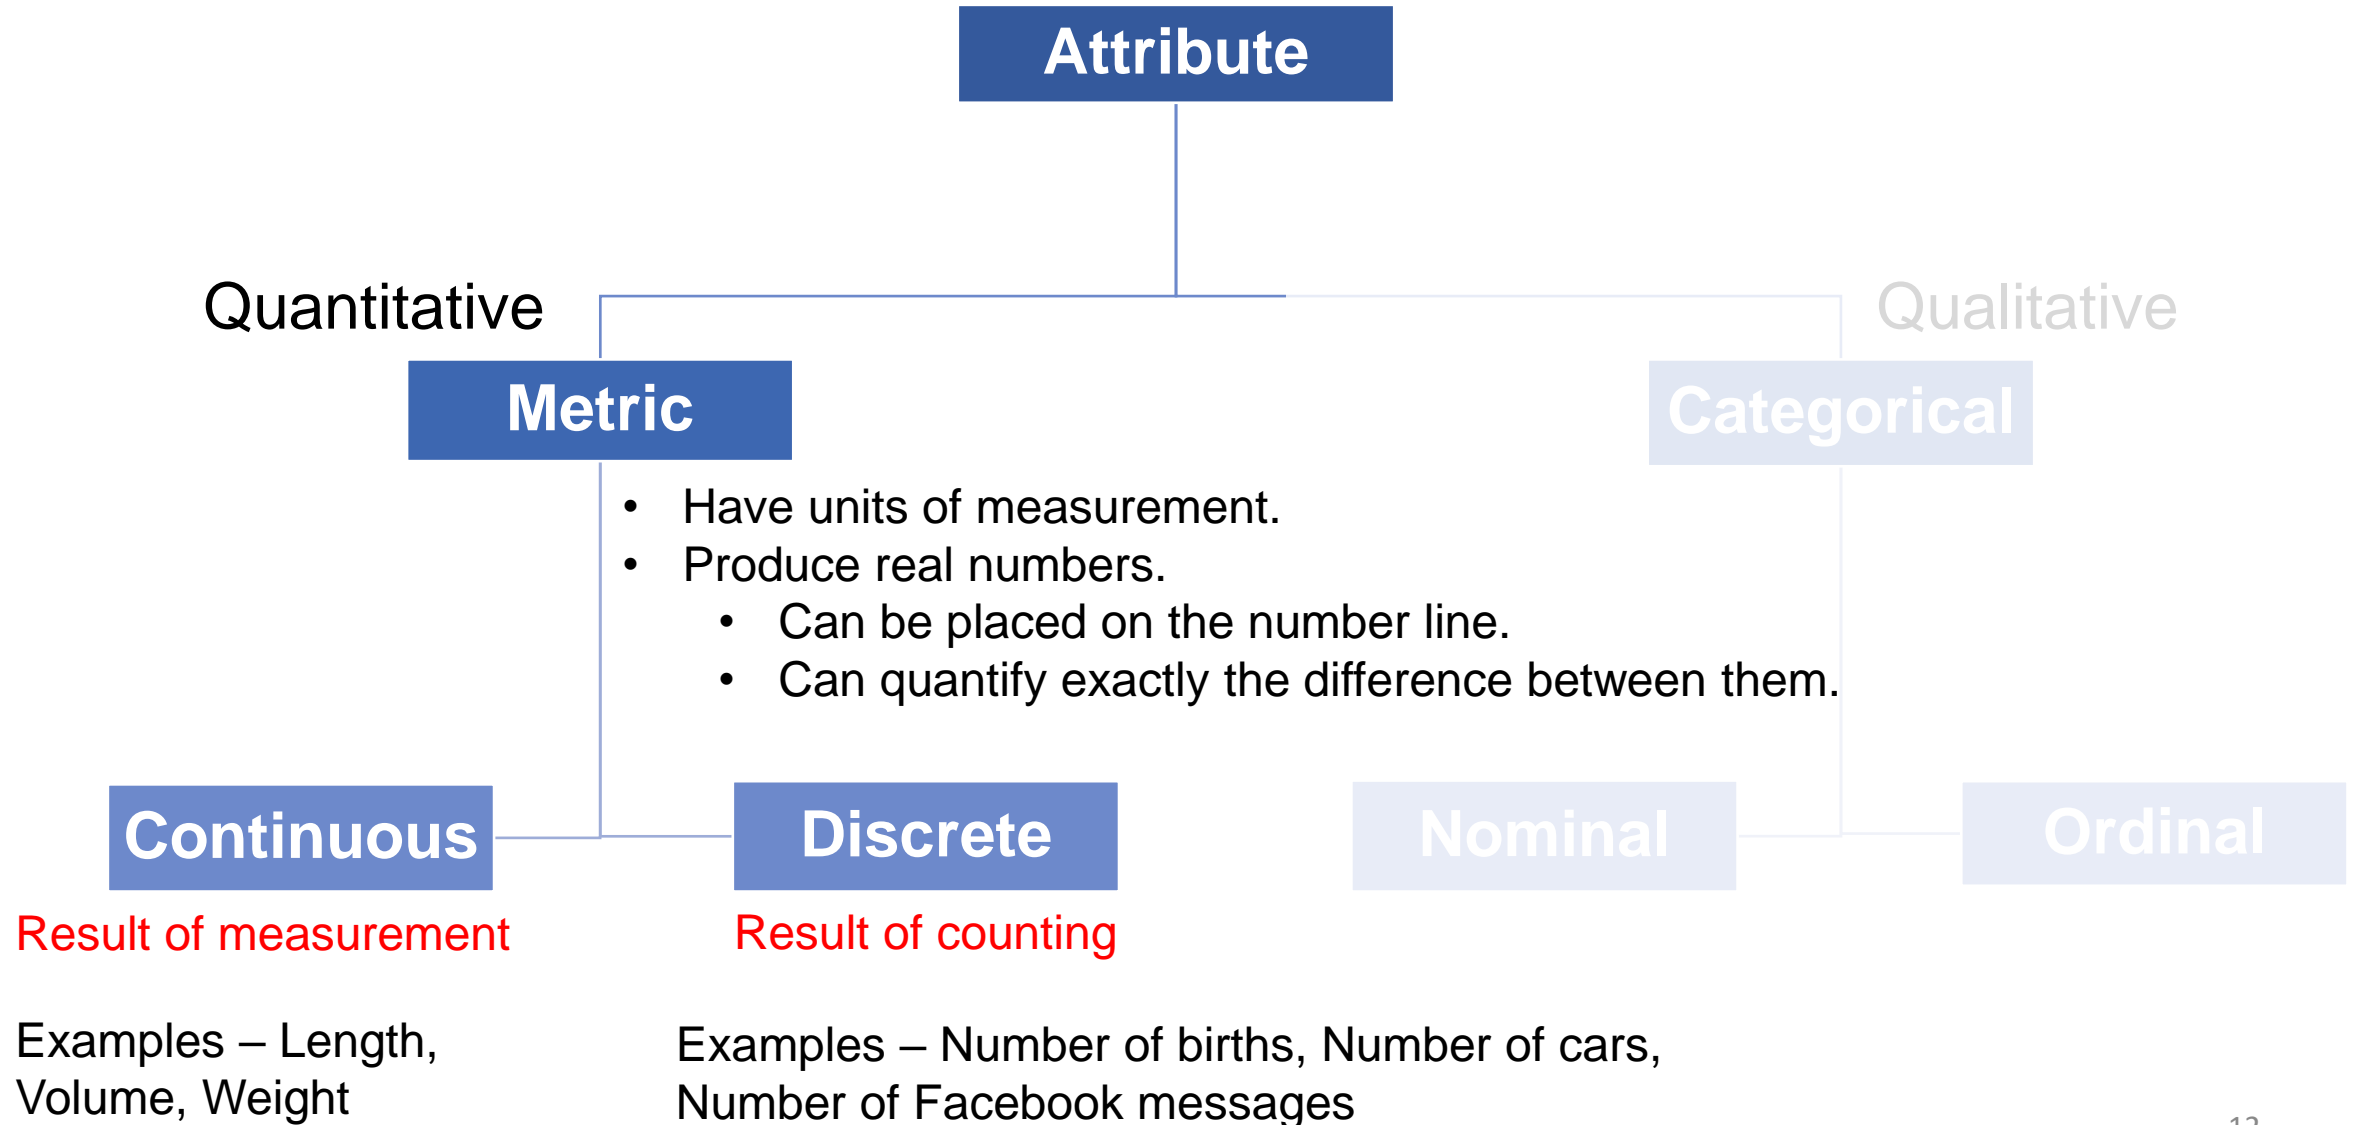 Attribute
Quantitative
Qualitative
Metric
Categorical
• Have units of measurement.
• Produce real numbers.
• Can be placed on the number line.
• Can quantify exactly the difference between them.
Continuous
Discrete
Nominal
Ordinal
Result of measurement
Result of counting
Examples – Length,
Volume, Weight
Examples – Number of births, Number of cars,
Number of Facebook messages